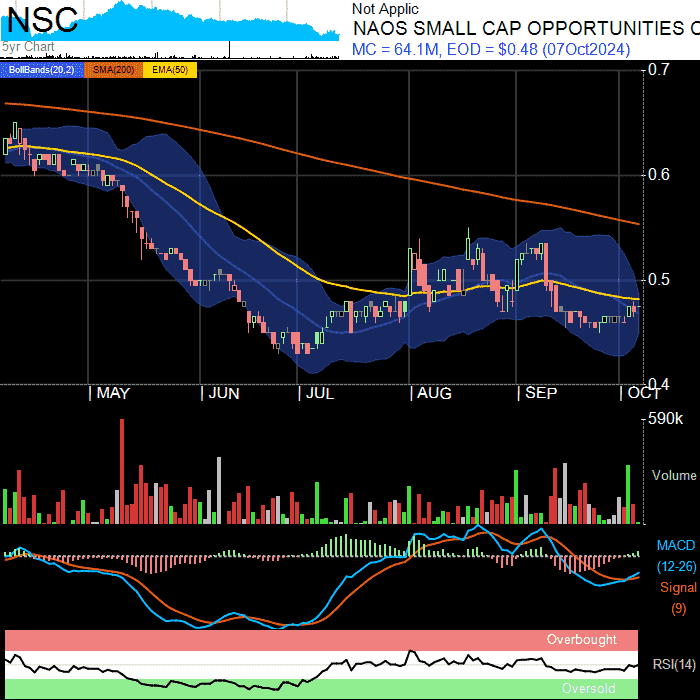 NSC
5yr Chart
Not Applic
NAOS SMALL CAP OPPORTUNITIES C
MC = 64.1M, EOD = $0.48 (07Oct2024)
BollBands(20,2) SMA(200) EMA(50)
0.7
0.6
0.5
0.4
MAY JUN JUL AUG SEP OCT
590k
Volume
MACD
(12-26)
Signal
(9)
Overbought
RSI(14)
Oversold